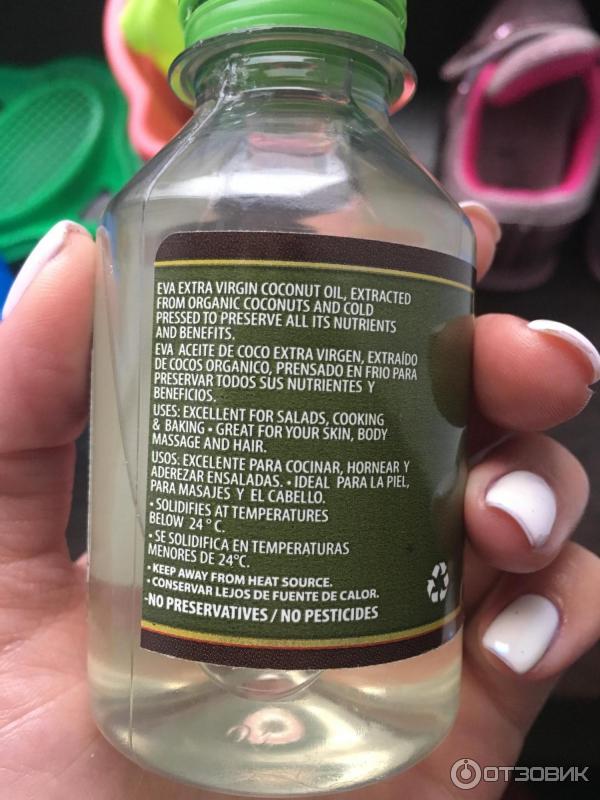 EVA EXTRA VIRGIN COCONUT OIL, EXTRACTED
FROM ORGANIC COCONUTS AND COLD
PRESSED TO PRESERVE ALL ITS NUTRIENTS
AND BENEFITS.
EVA ACEITE DE COCO EXTRA VIRGEN, EXTRAÍDO
DE COCOS ORGANICO, PRENSADO EN FRIO PARA
PRESERVAR TODOS SUS NUTRIENTES Y
BENEFICIOS.
USES: EXCELLENT FOR SALADS, COOKING
& BAKING • GREAT FOR YOUR SKIN, BODY
MASSAGE AND HAIR.
USOS: EXCELENTE PARA COCINAR, HORNEAR Y
ADEREZAR ENSALADAS. • IDEAL PARA LA PIEL,
PARA MASAJES Y EL CABELLO.
• SOLIDIFIES AT TEMPERATURES
BELOW 24° C.
• SE SOLIDIFICA EN TEMPERATURAS
MENORES DE 24°C.
• KEEP AWAY FROM HEAT SOURCE.
• CONSERVAR LEJOS DE FUENTE DE CALOR.
-NO PRESERVATIVES / NO PESTICIDES
ОТЗОВИК